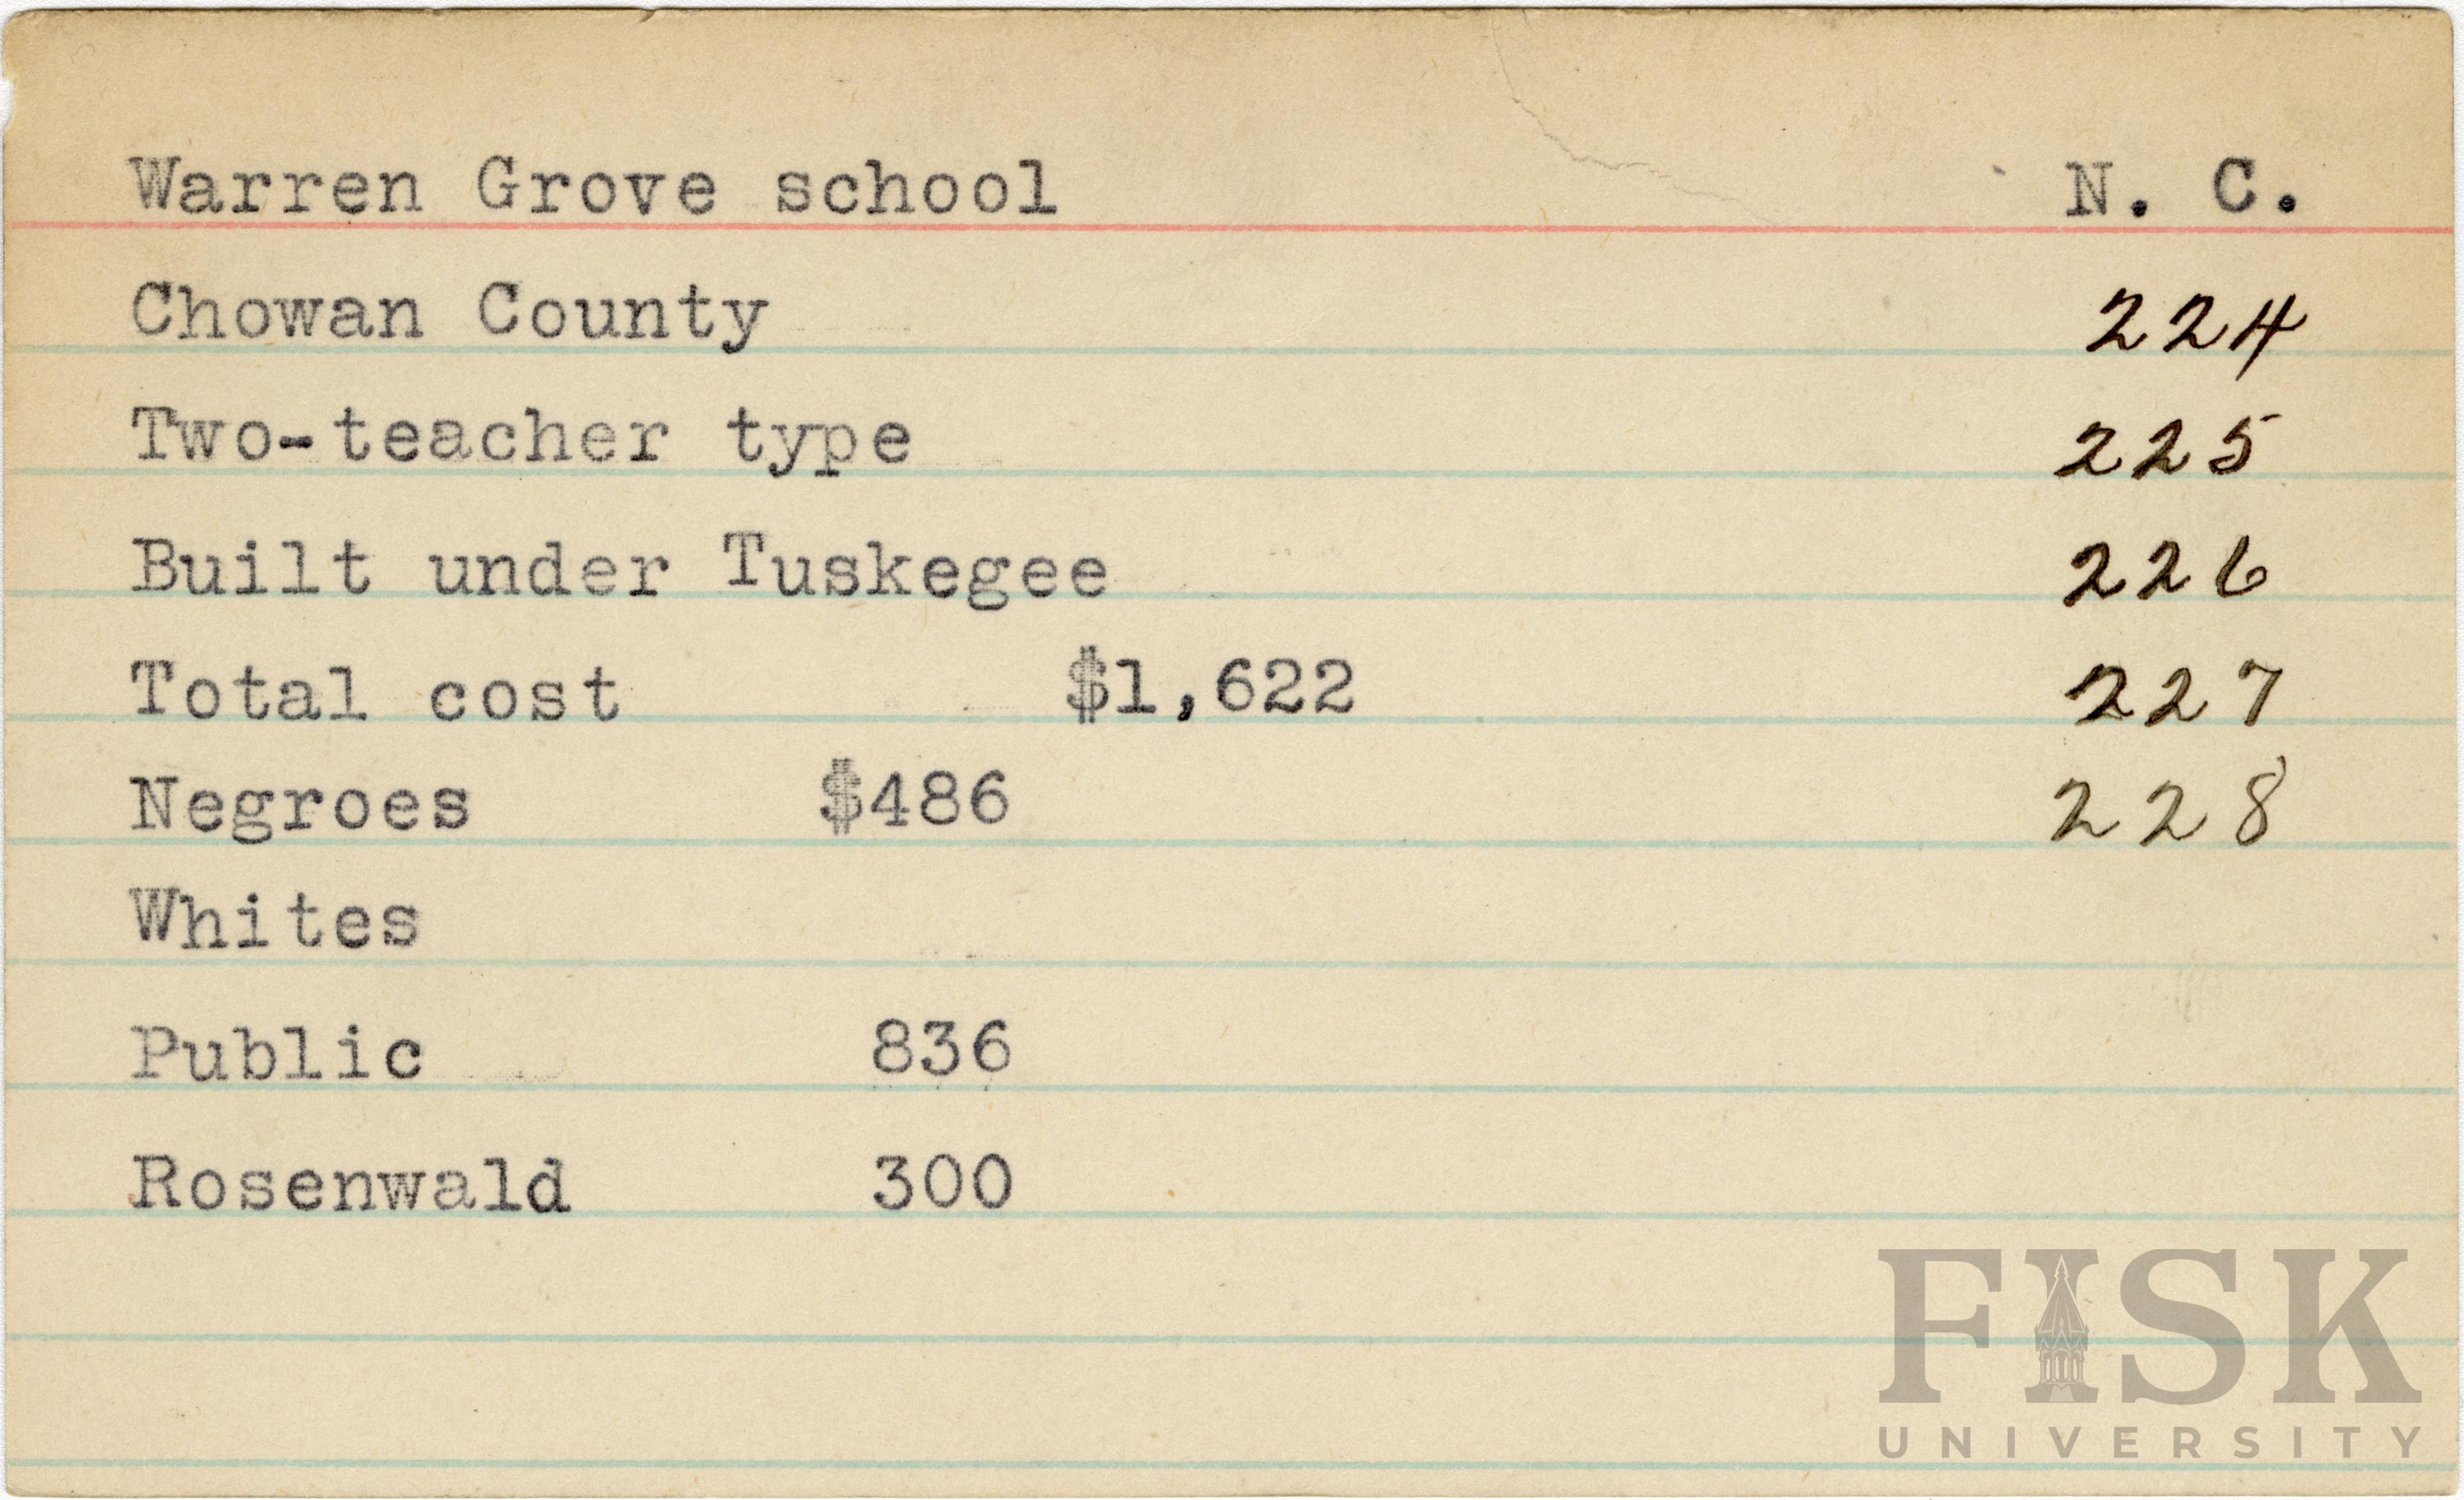 Warren Grove school N. C.
Chowan County 224
Two-teacher type 225
Built under Tuskegee 226
Total cost $1,622 227
Negroes $486 228
Whites
Public 836
Rosenwald 300
FISK
UNIVERSITY